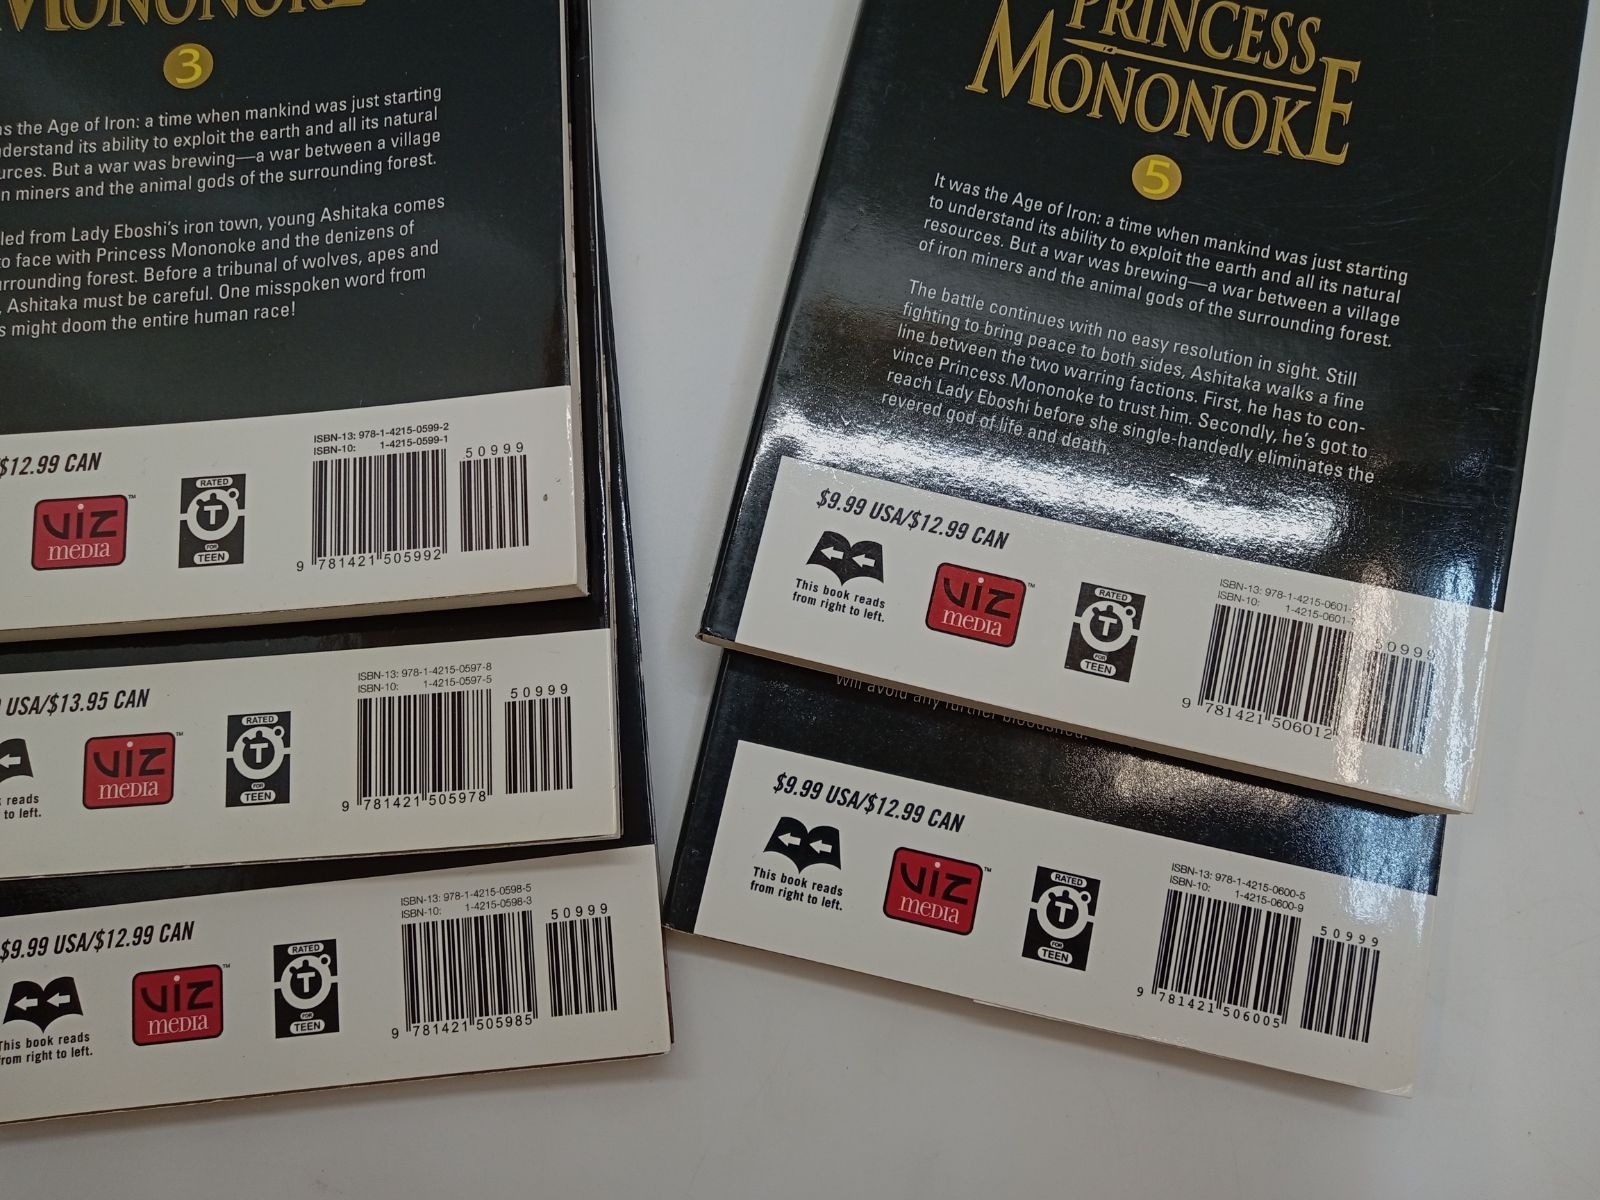 MONONOKE
3
as the Age of Iron: a time when mankind was just starting
derstand its ability to exploit the earth and all its natural
urces. But a war was brewing—a war between a village
n miners and the animal gods of the surrounding forest.
led from Lady Eboshi's iron town, young Ashitaka comes
to face with Princess Mononoke and the denizens of
rrounding forest. Before a tribunal of wolves, apes and
, Ashitaka must be careful. One misspoken word from
s might doom the entire human race!
/$12.99 CAN
VIZ
MEDIA
TM
RATED
T
FOR
TEEN
ISBN-13: 978-1-4215-0599-2
ISBN-10: 1-4215-0599-1
50999
9 781421 505992
USA/$13.95 CAN
reads
to left.
VIZ
MEDIA
TM
RATED
T
FOR
TEEN
ISBN-13: 978-1-4215-0597-8
ISBN-10: 1-4215-0597-5
50999
9 781421 505978
$9.99 USA/$12.99 CAN
This book reads
from right to left.
VIZ
MEDIA
TM
RATED
T
FOR
TEEN
ISBN-13: 978-1-4215-0598-5
ISBN-10: 1-4215-0598-3
50999
9 781421 505985
PRINCESS
MONONOKE
5
It was the Age of Iron: a time when mankind was just starting
to understand its ability to exploit the earth and all its natural
resources. But a war was brewing—a war between a village
of iron miners and the animal gods of the surrounding forest.
The battle continues with no easy resolution in sight. Still
fighting to bring peace to both sides, Ashitaka walks a fine
line between the two warring factions. First, he has to con-
vince Princess Mononoke to trust him. Secondly, he's got to
reach Lady Eboshi before she single-handedly eliminates the
revered god of life and death.
$9.99 USA/$12.99 CAN
This book reads
from right to left.
VIZ
MEDIA
TM
RATED
T
FOR
TEEN
ISBN-13: 978-1-4215-0601-
ISBN-10: 1-4215-0601-
50999
9 781421 506012
will avoid any further bloodshed.
$9.99 USA/$12.99 CAN
This book reads
from right to left.
VIZ
MEDIA
TM
RATED
T
FOR
TEEN
ISBN-13: 978-1-4215-0600-5
ISBN-10: 1-4215-0600-9
50999
9 781421 506005